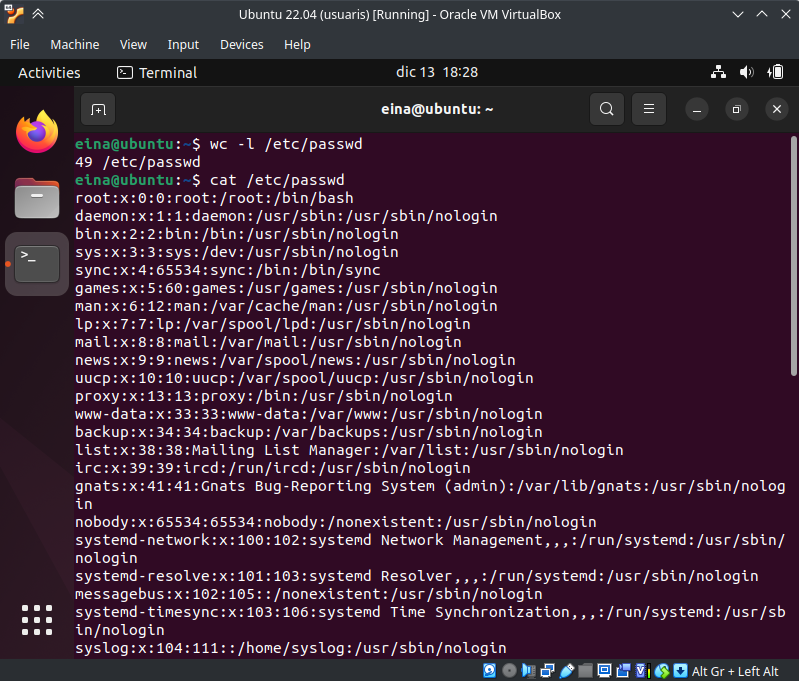 Ubuntu 22.04 (usuaris) [Running] - Oracle VM VirtualBox
File Machine View Input Devices Help
Activities Terminal dic 13 18:28
eina@ubuntu: ~
eina@ubuntu:~$ wc -l /etc/passwd
49 /etc/passwd
eina@ubuntu:~$ cat /etc/passwd
root:x:0:0:root:/root:/bin/bash
daemon:x:1:1:daemon:/usr/sbin:/usr/sbin/nologin
bin:x:2:2:bin:/bin:/usr/sbin/nologin
sys:x:3:3:sys:/dev:/usr/sbin/nologin
sync:x:4:65534:sync:/bin:/bin/sync
games:x:5:60:games:/usr/games:/usr/sbin/nologin
man:x:6:12:man:/var/cache/man:/usr/sbin/nologin
lp:x:7:7:lp:/var/spool/lpd:/usr/sbin/nologin
mail:x:8:8:mail:/var/mail:/usr/sbin/nologin
news:x:9:9:news:/var/spool/news:/usr/sbin/nologin
uucp:x:10:10:uucp:/var/spool/uucp:/usr/sbin/nologin
proxy:x:13:13:proxy:/bin:/usr/sbin/nologin
www-data:x:33:33:www-data:/var/www:/usr/sbin/nologin
backup:x:34:34:backup:/var/backups:/usr/sbin/nologin
list:x:38:38:Mailing List Manager:/var/list:/usr/sbin/nologin
irc:x:39:39:ircd:/run/ircd:/usr/sbin/nologin
gnats:x:41:41:Gnats Bug-Reporting System (admin):/var/lib/gnats:/usr/sbin/nolog
in
nobody:x:65534:65534:nobody:/nonexistent:/usr/sbin/nologin
systemd-network:x:100:102:systemd Network Management,,,:/run/systemd:/usr/sbin/
nologin
systemd-resolve:x:101:103:systemd Resolver,,,:/run/systemd:/usr/sbin/nologin
messagebus:x:102:105::/nonexistent:/usr/sbin/nologin
systemd-timesync:x:103:106:systemd Time Synchronization,,,:/run/systemd:/usr/sb
in/nologin
syslog:x:104:111::/home/syslog:/usr/sbin/nologin
Alt Gr + Left Alt